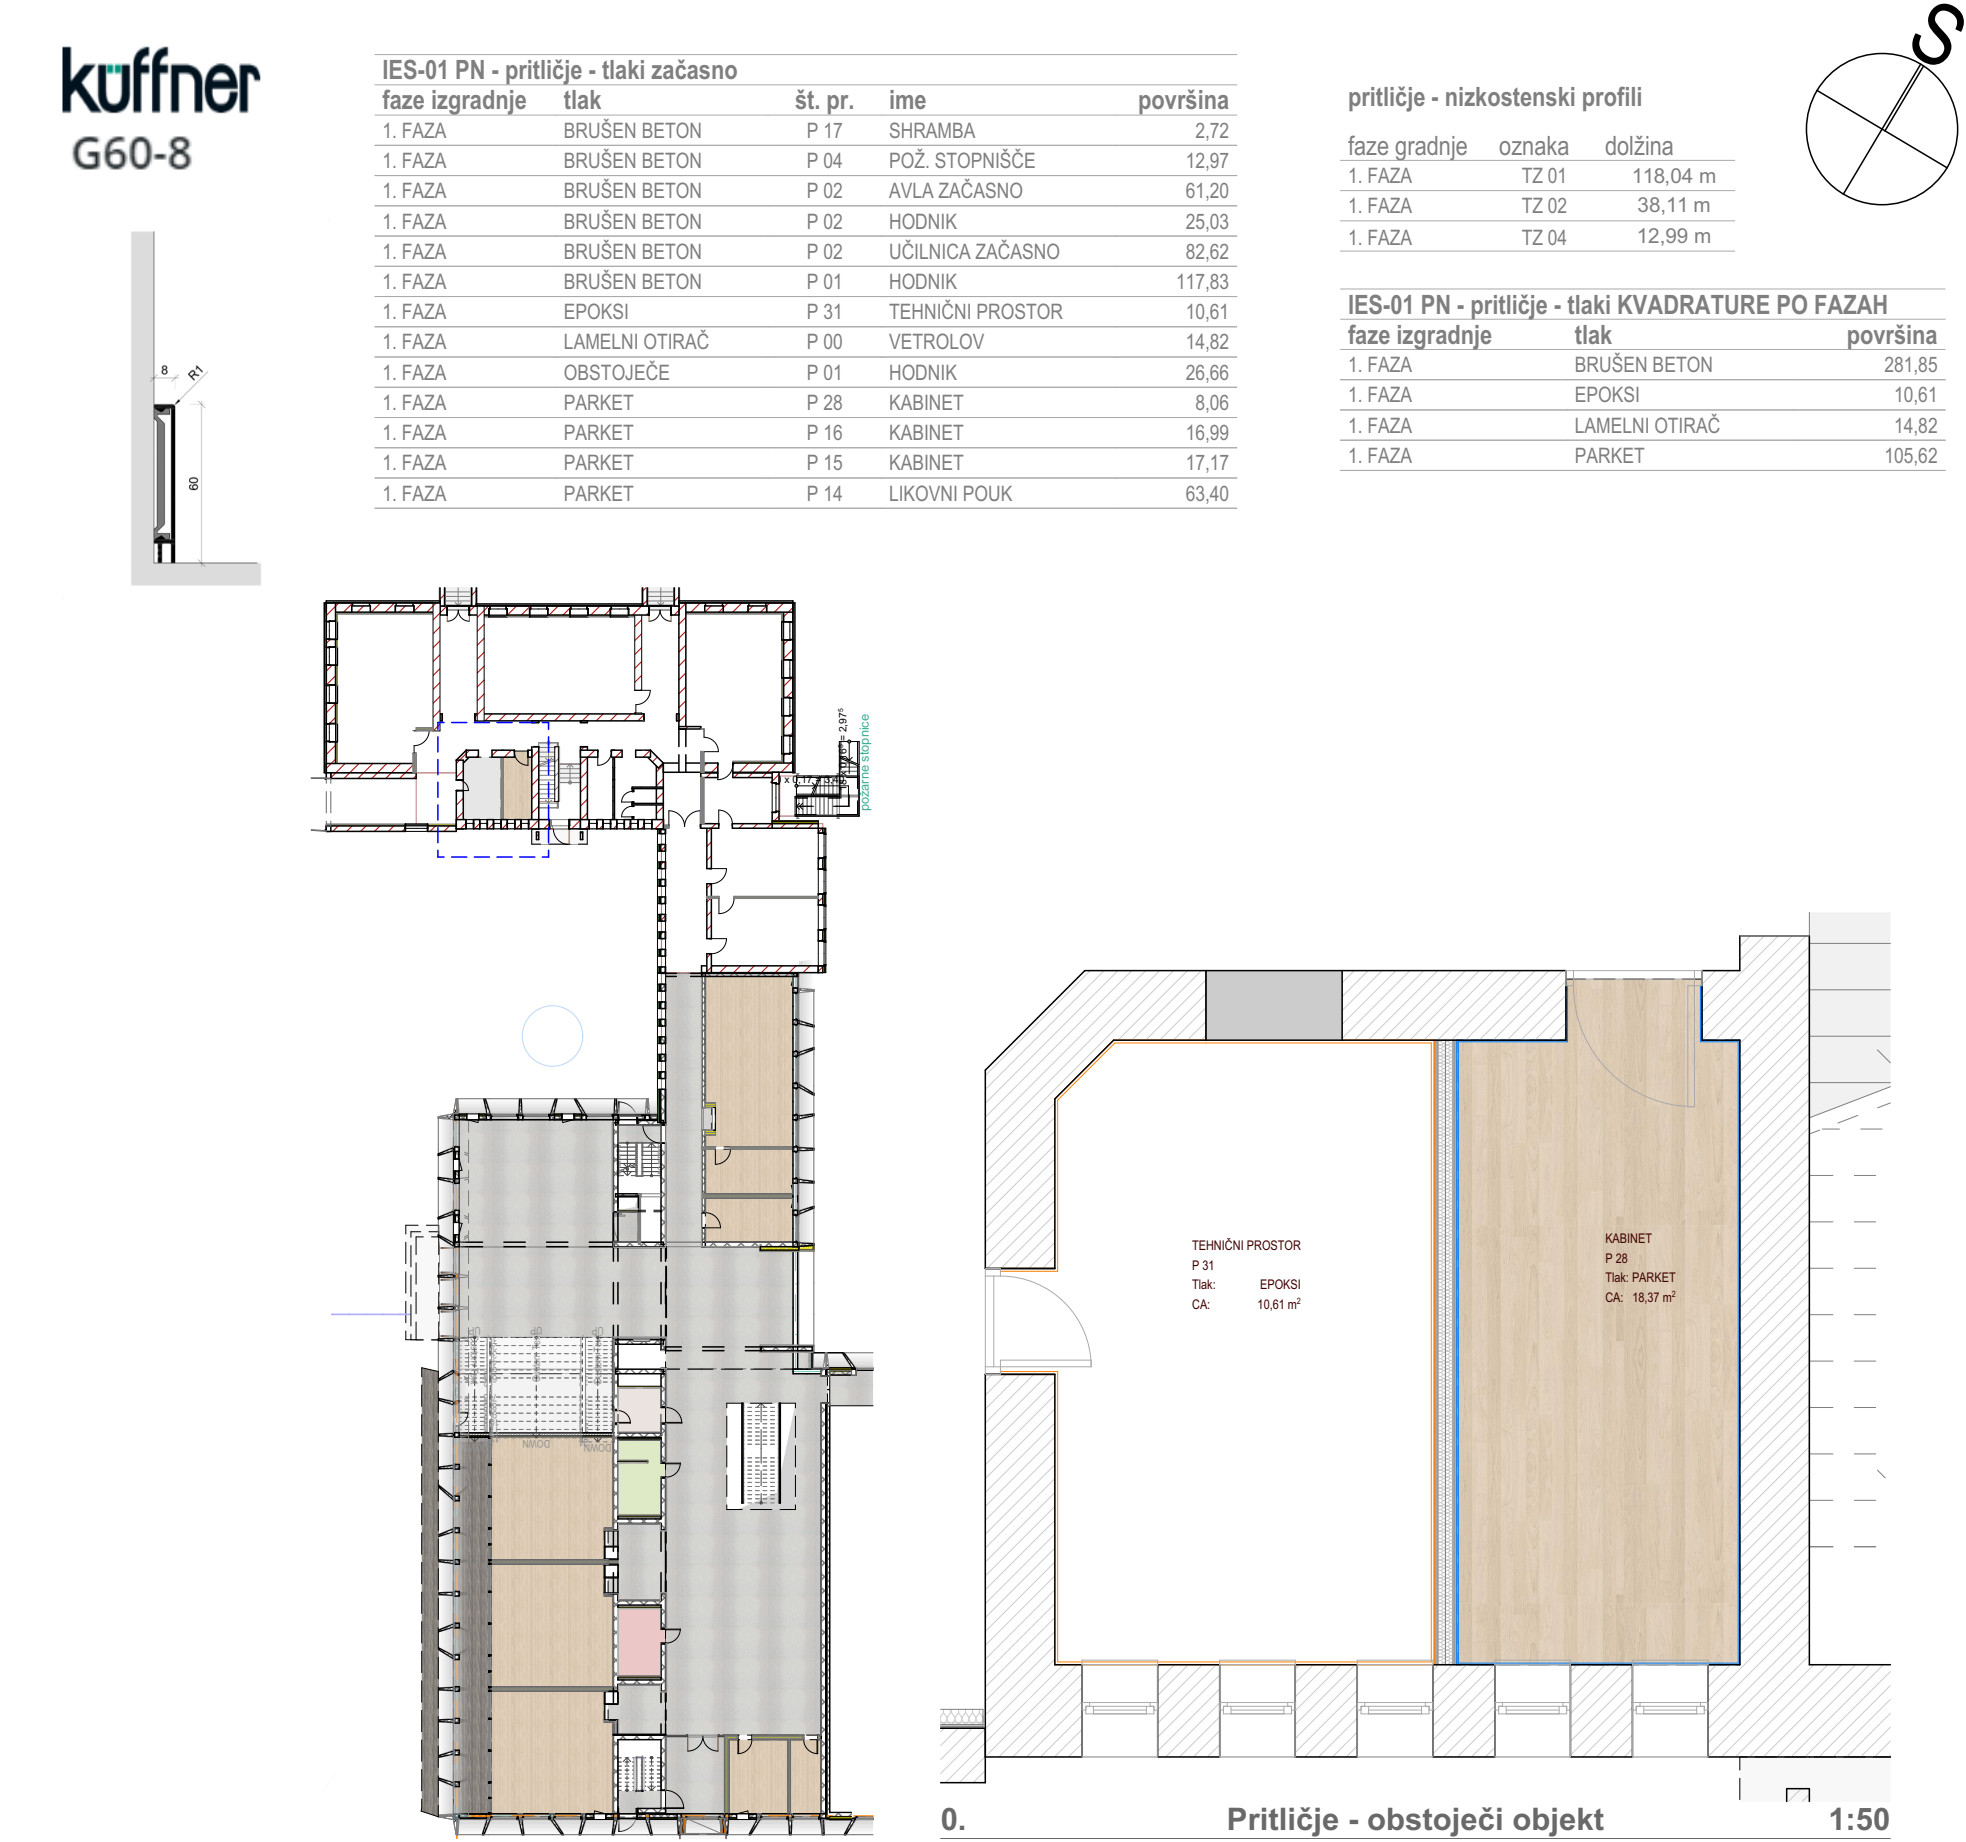 küffner
G60-8
8
R1
60
IES-01 PN - pritličje - tlaki začasno
faze izgradnje tlak št. pr. ime površina
1. FAZA BRUŠEN BETON P 17 SHRAMBA 2,72
1. FAZA BRUŠEN BETON P 04 POŽ. STOPNIŠČE 12,97
1. FAZA BRUŠEN BETON P 02 AVLA ZAČASNO 61,20
1. FAZA BRUŠEN BETON P 02 HODNIK 25,03
1. FAZA BRUŠEN BETON P 02 UČILNICA ZAČASNO 82,62
1. FAZA BRUŠEN BETON P 01 HODNIK 117,83
1. FAZA EPOKSI P 31 TEHNIČNI PROSTOR 10,61
1. FAZA LAMELNI OTIRAČ P 00 VETROLOV 14,82
1. FAZA OBSTOJEČE P 01 HODNIK 26,66
1. FAZA PARKET P 28 KABINET 8,06
1. FAZA PARKET P 16 KABINET 16,99
1. FAZA PARKET P 15 KABINET 17,17
1. FAZA PARKET P 14 LIKOVNI POUK 63,40
pritličje - nizkostenski profili
faze gradnje oznaka dolžina
1. FAZA TZ 01 118,04 m
1. FAZA TZ 02 38,11 m
1. FAZA TZ 04 12,99 m
S
IES-01 PN - pritličje - tlaki KVADRATURE PO FAZAH
faze izgradnje tlak površina
1. FAZA BRUŠEN BETON 281,85
1. FAZA EPOKSI 10,61
1. FAZA LAMELNI OTIRAČ 14,82
1. FAZA PARKET 105,62
požarne stopnice
DOWN
DOWN
TEHNIČNI PROSTOR
P 31
Tlak: EPOKSI
CA: 10,61 m²
KABINET
P 28
Tlak: PARKET
CA: 18,37 m²
0. Pritličje - obstoječi objekt 1:50